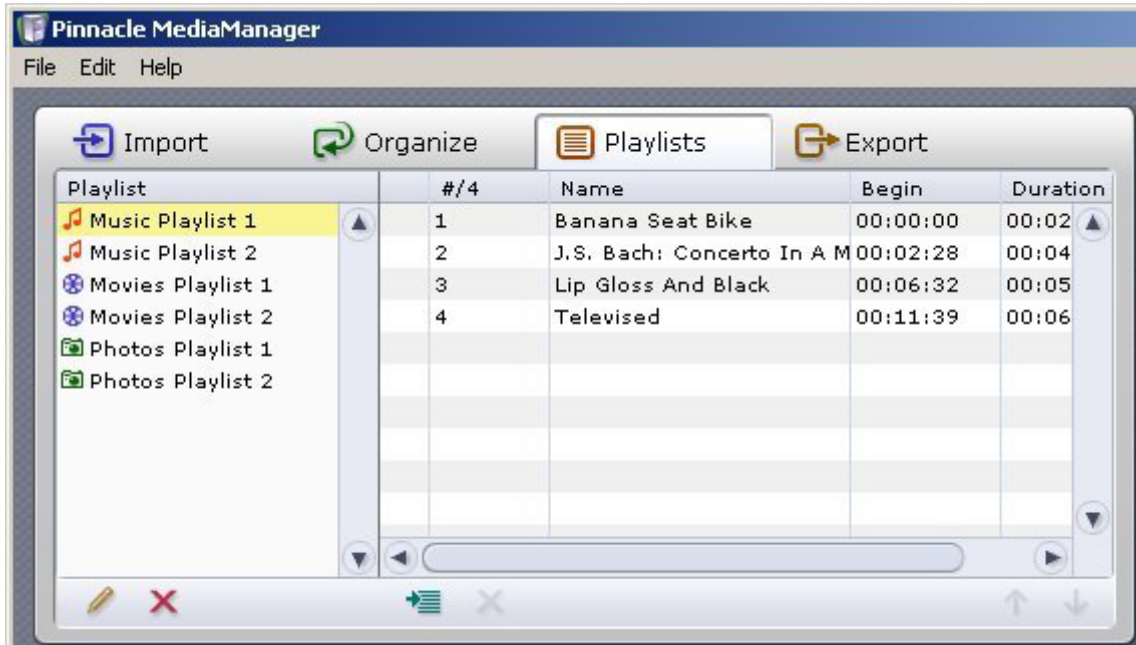 Pinnacle MediaManager
File Edit Help
Import Organize Playlists Export
Playlist #/4 Name Begin Duration
Music Playlist 1 1 Banana Seat Bike 00:00:00 00:02
Music Playlist 2 2 J.S. Bach: Concerto In A M 00:02:28 00:04
Movies Playlist 1 3 Lip Gloss And Black 00:06:32 00:05
Movies Playlist 2 4 Televised 00:11:39 00:06
Photos Playlist 1
Photos Playlist 2